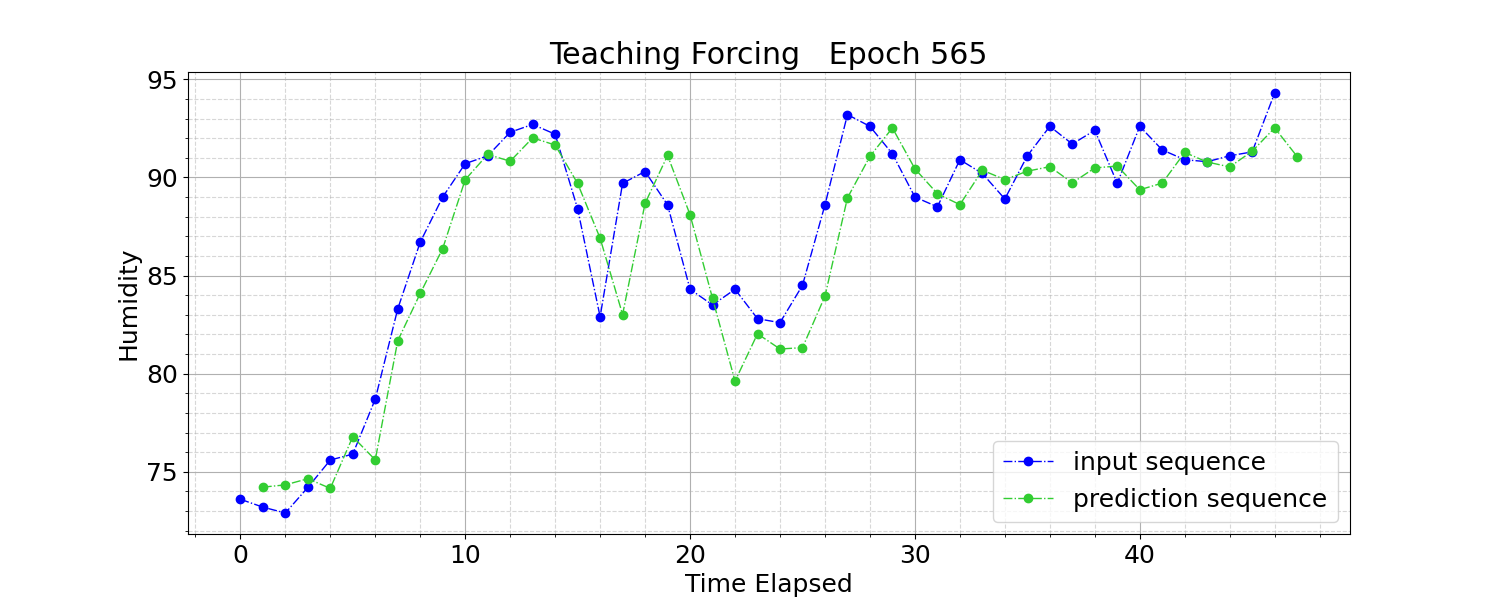 Teaching Forcing   Epoch 565
95
90
85
80
75
Humidity
0 10 20 30 40
Time Elapsed
input sequence
prediction sequence